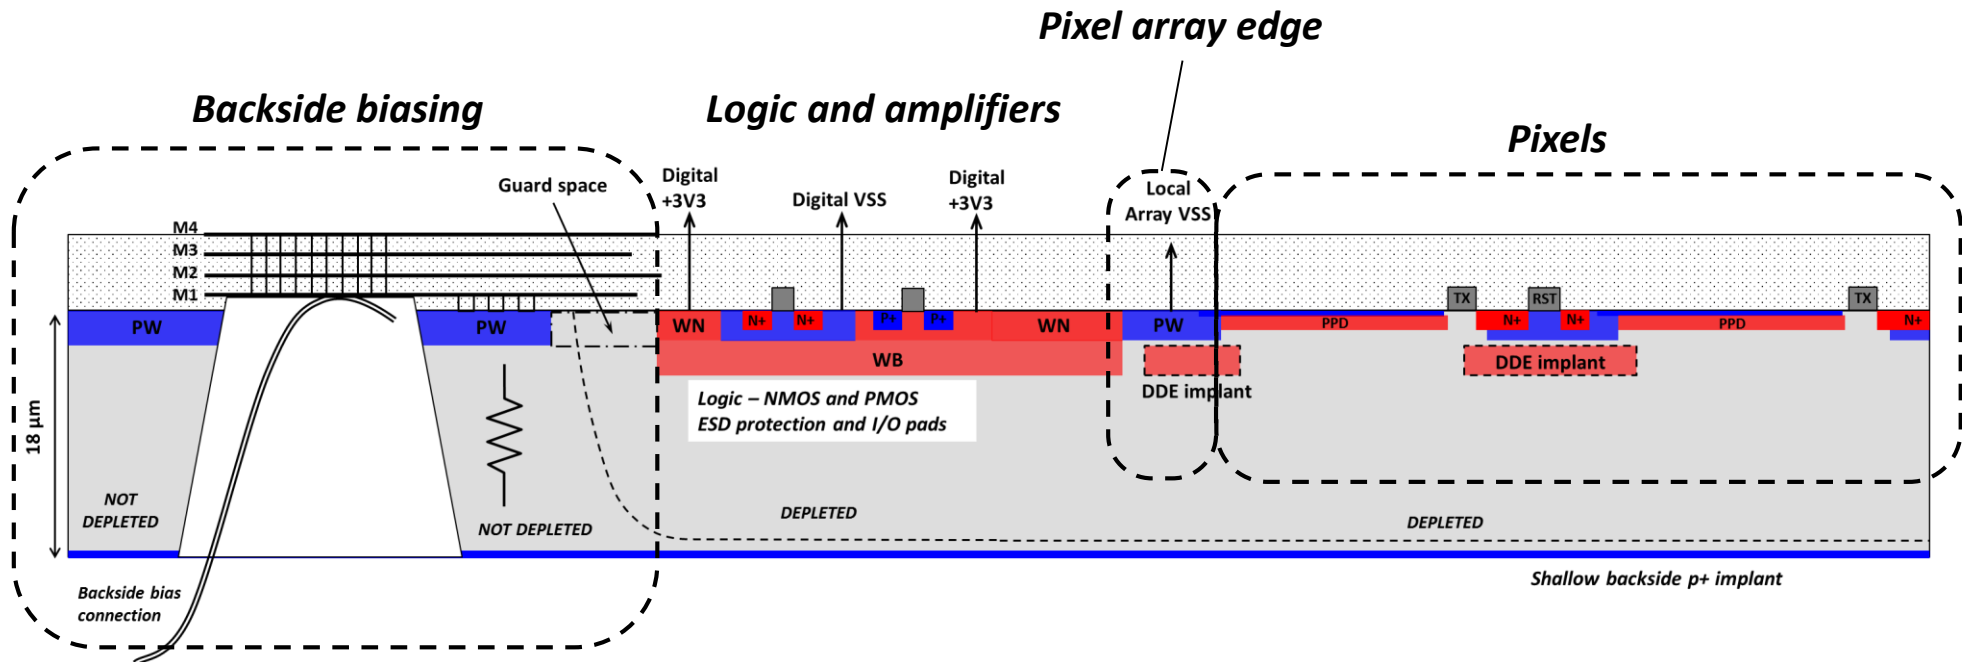 Pixel array edge
Backside biasing
Logic and amplifiers
Pixels
Guard space
Digital
+3V3
Digital VSS
Digital
+3V3
Local
Array VSS
M4
M3
M2
M1
TX
RST
TX
PW
PW
WN
N+
N+
P+
P+
WN
PW
PPD
N+
N+
PPD
N+
WB
DDE implant
DDE implant
Logic – NMOS and PMOS
ESD protection and I/O pads
18 µm
NOT
DEPLETED
NOT DEPLETED
DEPLETED
DEPLETED
Backside bias
connection
Shallow backside p+ implant